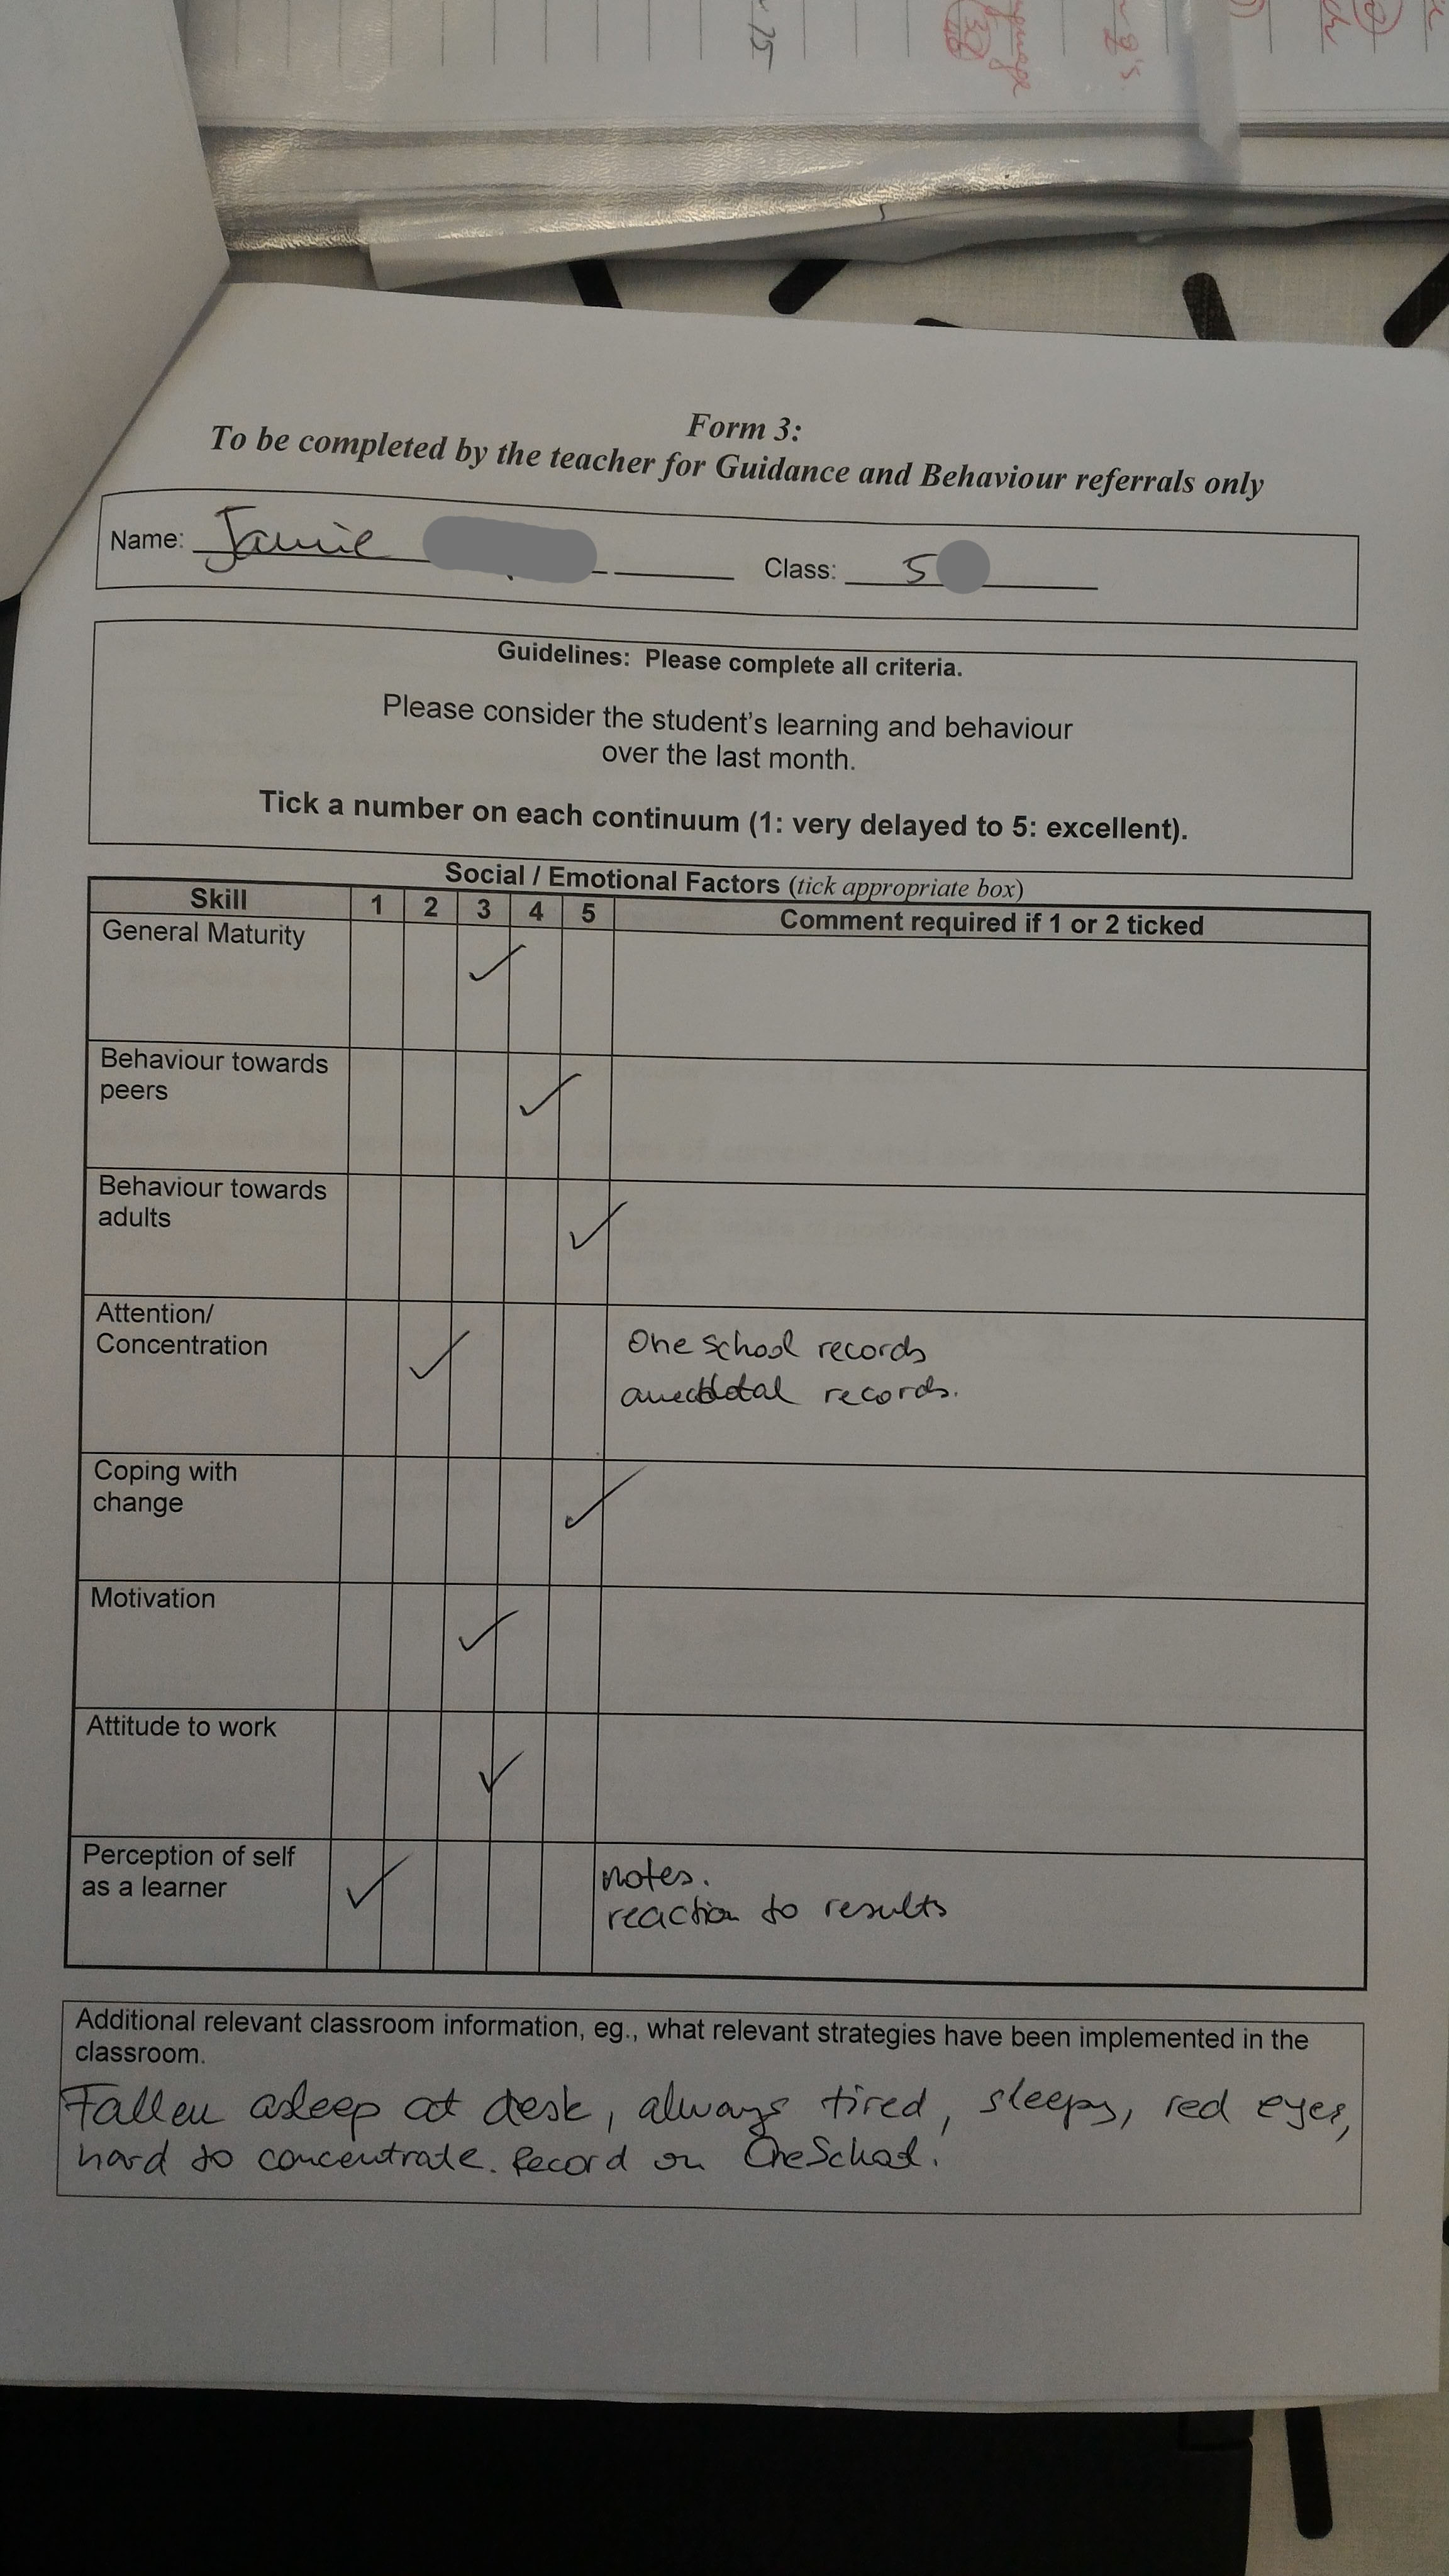 15
Form 3:
To be completed by the teacher for Guidance and Behaviour referrals only
Name: Jamie Class: 5
Guidelines: Please complete all criteria.
Please consider the student's learning and behaviour
over the last month.
Tick a number on each continuum (1: very delayed to 5: excellent).
Social / Emotional Factors (tick appropriate box)
Skill 1 2 3 4 5 Comment required if 1 or 2 ticked
General Maturity ✓
Behaviour towards
peers ✓
Behaviour towards
adults ✓
Attention/
Concentration ✓ One School records
anecdotal records.
Coping with
change ✓
Motivation ✓
Attitude to work ✓
Perception of self
as a learner ✓ notes.
reaction to results
Additional relevant classroom information, eg., what relevant strategies have been implemented in the
classroom.
Fallen asleep at desk, always tired, sleepy, red eyes,
hard to concentrate. Record on OneSchool.